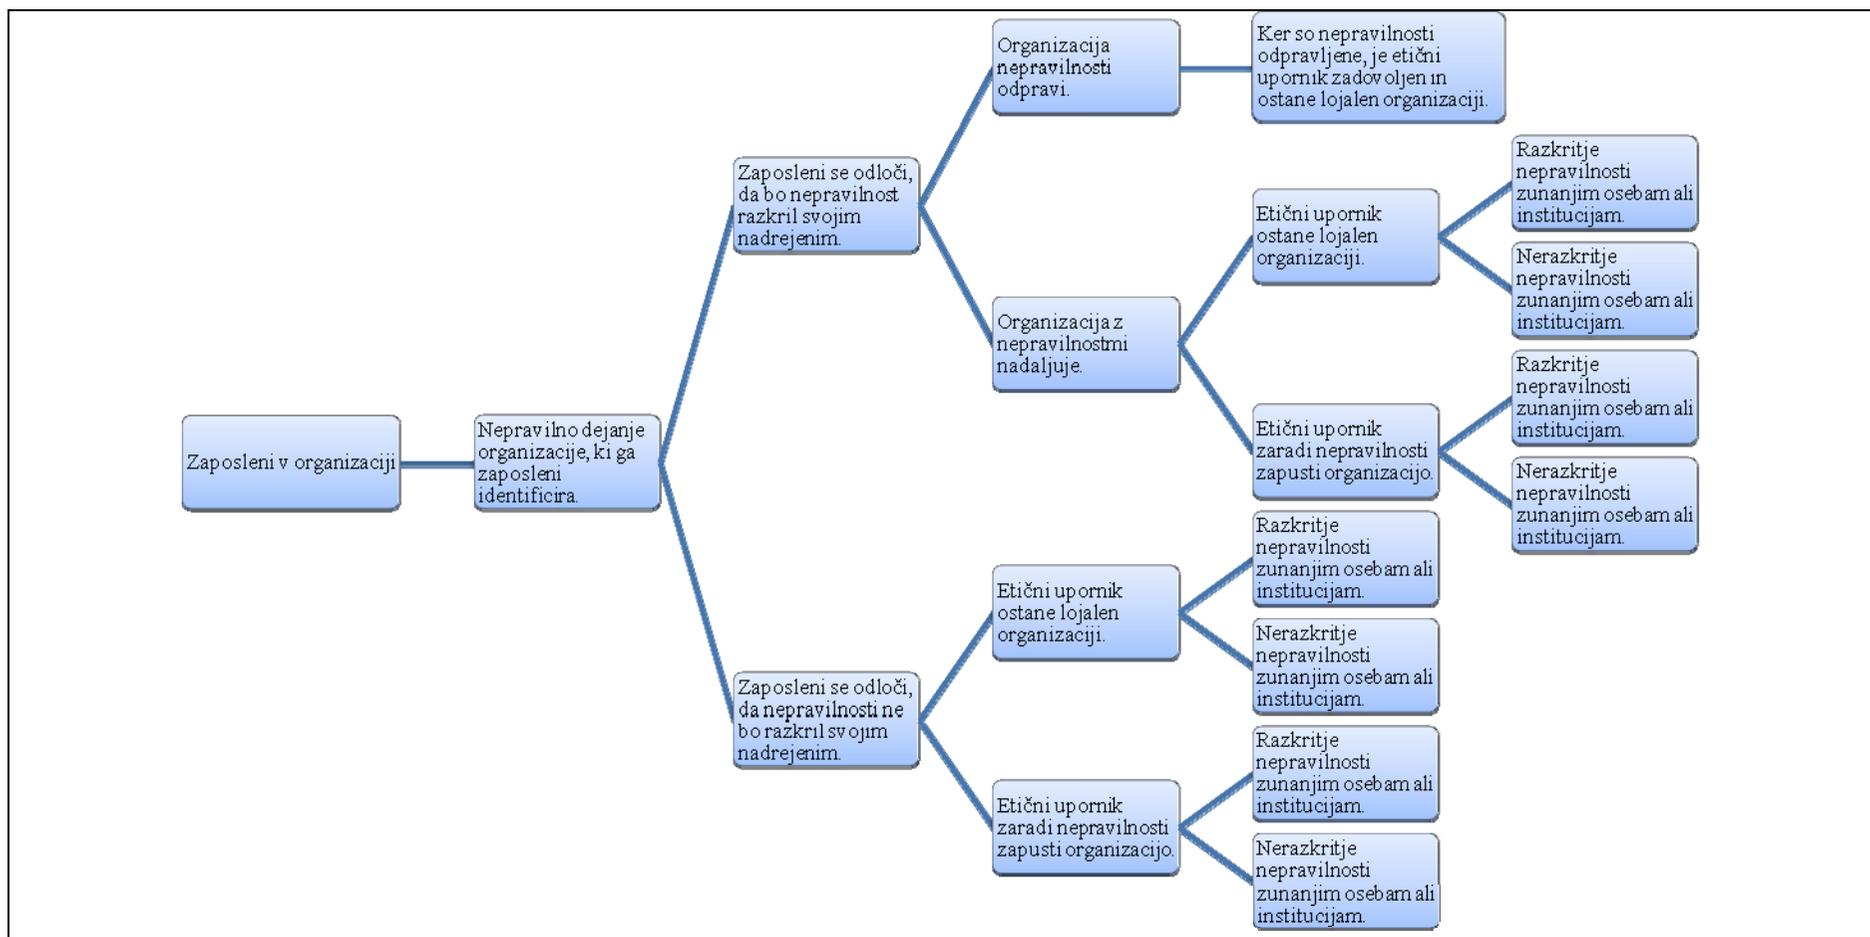 Zaposleni v organizaciji
Nepravilno dejanje
organizacije, ki ga
zaposleni
identificira.
Zaposleni se odloči,
da bo nepravilnost
razkril svojim
nadrejenim.
Organizacija
nepravilnosti
odpravi.
Ker so nepravilnosti
odpravljene, je etični
upornik zadovoljen in
ostane lojalen organizaciji.
Organizacija z
nepravilnostmi
nadaljuje.
Etični upornik
ostane lojalen
organizaciji.
Razkritje
nepravilnosti
zunanjim osebam ali
institucijam.
Nerazkritje
nepravilnosti
zunanjim osebam ali
institucijam.
Etični upornik
zaradi nepravilnosti
zapusti organizacijo.
Razkritje
nepravilnosti
zunanjim osebam ali
institucijam.
Nerazkritje
nepravilnosti
zunanjim osebam ali
institucijam.
Zaposleni se odloči,
da nepravilnosti ne
bo razkril svojim
nadrejenim.
Etični upornik
ostane lojalen
organizaciji.
Razkritje
nepravilnosti
zunanjim osebam ali
institucijam.
Nerazkritje
nepravilnosti
zunanjim osebam ali
institucijam.
Etični upornik
zaradi nepravilnosti
zapusti organizacijo.
Razkritje
nepravilnosti
zunanjim osebam ali
institucijam.
Nerazkritje
nepravilnosti
zunanjim osebam ali
institucijam.